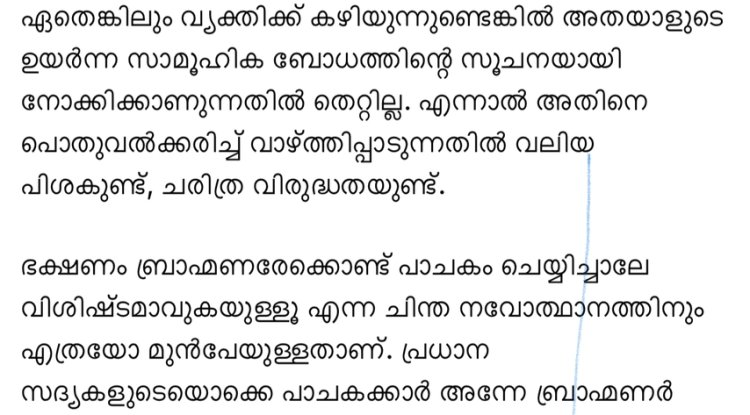 ഏതെങ്കിലും വ്യക്തിക്ക് കഴിയുന്നുണ്ടെങ്കിൽ അതയാളുടെ
ഉയർന്ന സാമൂഹിക ബോധത്തിന്റെ സൂചനയായി
നോക്കിക്കാണുന്നതിൽ തെറ്റില്ല. എന്നാൽ അതിനെ
പൊതുവൽക്കരിച്ച് വാഴ്ത്തിപ്പാടുന്നതിൽ വലിയ
പിശകുണ്ട്, ചരിത്ര വിരുദ്ധതയുണ്ട്.
ഭക്ഷണം ബ്രാഹ്മണരേക്കൊണ്ട് പാചകം ചെയ്യിച്ചാലേ
വിശിഷ്ടമാവുകയുള്ളൂ എന്ന ചിന്ത നവോത്ഥാനത്തിനും
എത്രയോ മുൻപേയുള്ളതാണ്. പ്രധാന
സദ്യകളുടെയൊക്കെ പാചകക്കാർ അന്നേ ബ്രാഹ്മണർ